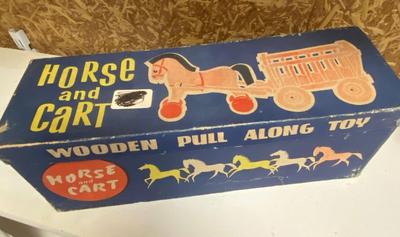 HORSE
and
CART
WOODEN PULL ALONG TOY
HORSE
and
CART